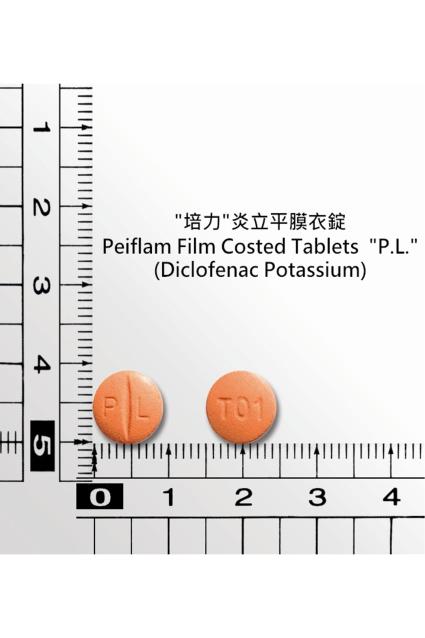 "培力"炎立平膜衣錠
Peiflam Film Costed Tablets "P.L."
(Diclofenac Potassium)
1
2
3
4
5
P L
T01
0 1 2 3 4